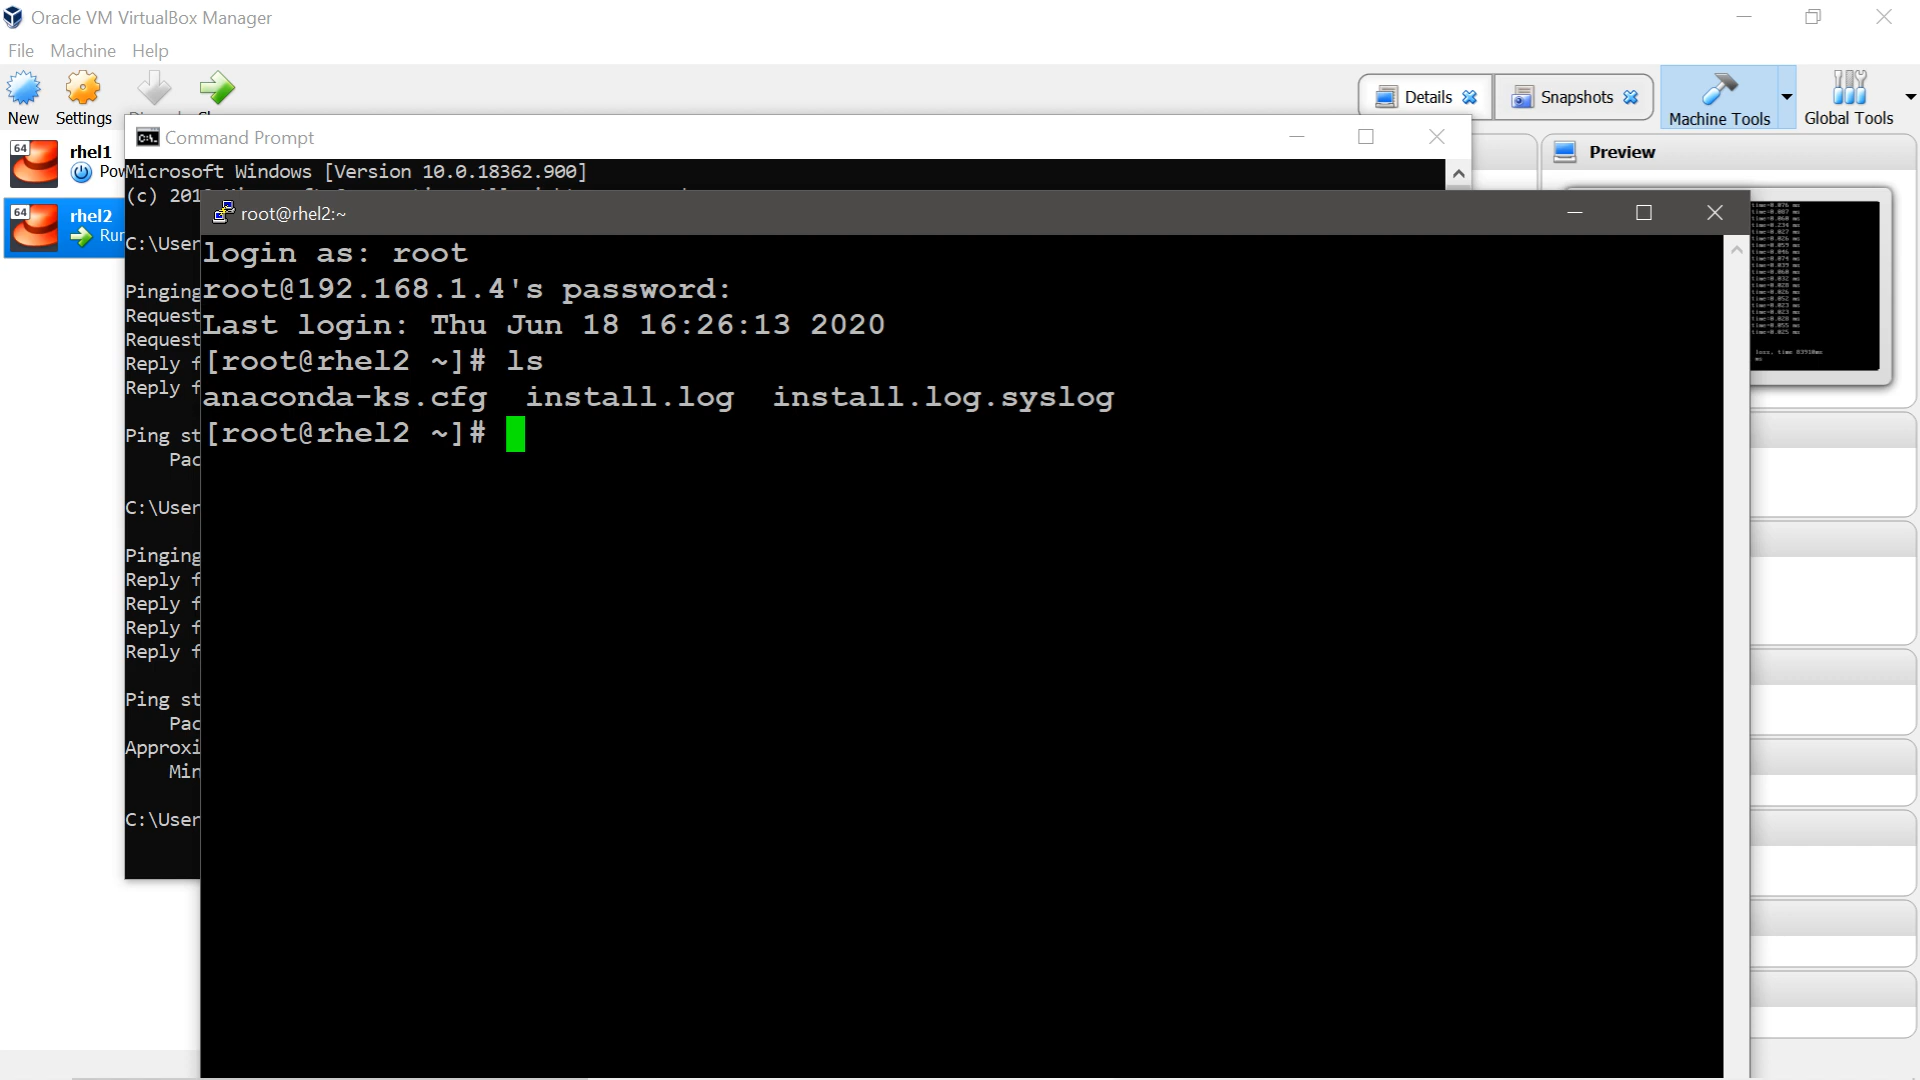 Oracle VM VirtualBox Manager
File Machine Help
New Settings
Details Snapshots Machine Tools Global Tools
64 rhel1
64 rhel2
Preview
Command Prompt
Microsoft Windows [Version 10.0.18362.900]
(c) 201
C:\User
Pinging
Request
Request
Reply f
Reply f
Ping st
Pac
C:\User
Pinging
Reply f
Reply f
Reply f
Reply f
Ping st
Pac
Approxi
Min
C:\User
root@rhel2:~
login as: root
root@192.168.1.4's password:
Last login: Thu Jun 18 16:26:13 2020
[root@rhel2 ~]# ls
anaconda-ks.cfg install.log install.log.syslog
[root@rhel2 ~]#